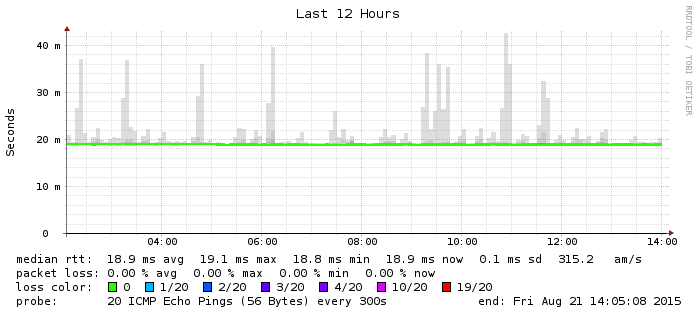 Last 12 Hours
RRDTOOL / TOBI OETIKER
Seconds
40 m
30 m
20 m
10 m
0
04:00 06:00 08:00 10:00 12:00 14:00
median rtt: 18.9 ms avg 19.1 ms max 18.8 ms min 18.9 ms now 0.1 ms sd 315.2 am/s
packet loss: 0.00 % avg 0.00 % max 0.00 % min 0.00 % now
loss color: 0 1/20 2/20 3/20 4/20 10/20 19/20
probe: 20 ICMP Echo Pings (56 Bytes) every 300s end: Fri Aug 21 14:05:08 2015